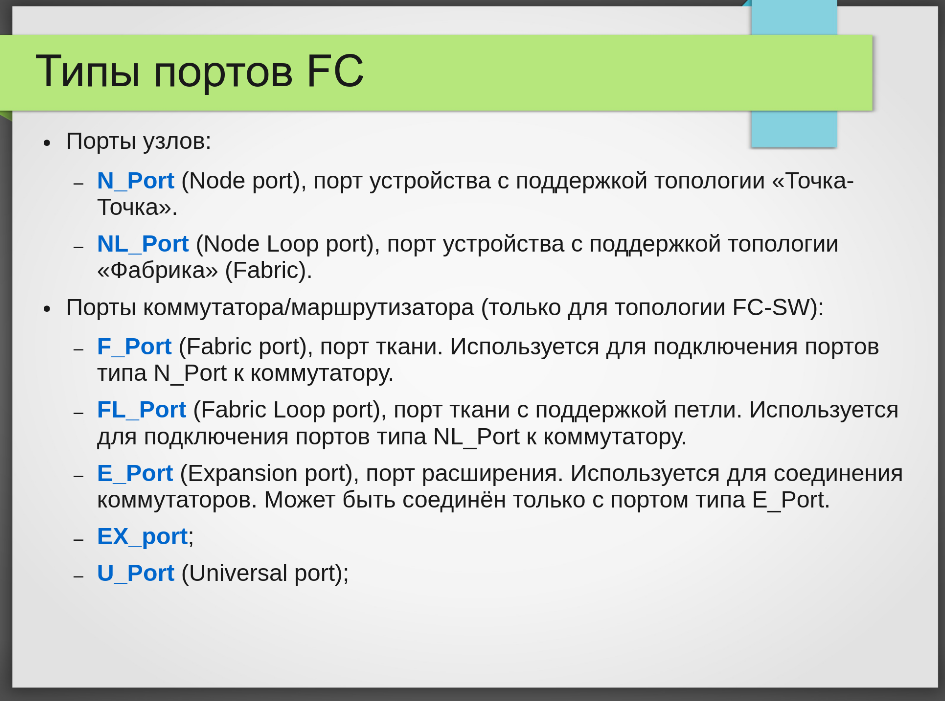 Типы портов FC
• Порты узлов:
– N_Port (Node port), порт устройства с поддержкой топологии «Точка-
Точка».
– NL_Port (Node Loop port), порт устройства с поддержкой топологии
«Фабрика» (Fabric).
• Порты коммутатора/маршрутизатора (только для топологии FC-SW):
– F_Port (Fabric port), порт ткани. Используется для подключения портов
типа N_Port к коммутатору.
– FL_Port (Fabric Loop port), порт ткани с поддержкой петли. Используется
для подключения портов типа NL_Port к коммутатору.
– E_Port (Expansion port), порт расширения. Используется для соединения
коммутаторов. Может быть соединён только с портом типа E_Port.
– EX_port;
– U_Port (Universal port);